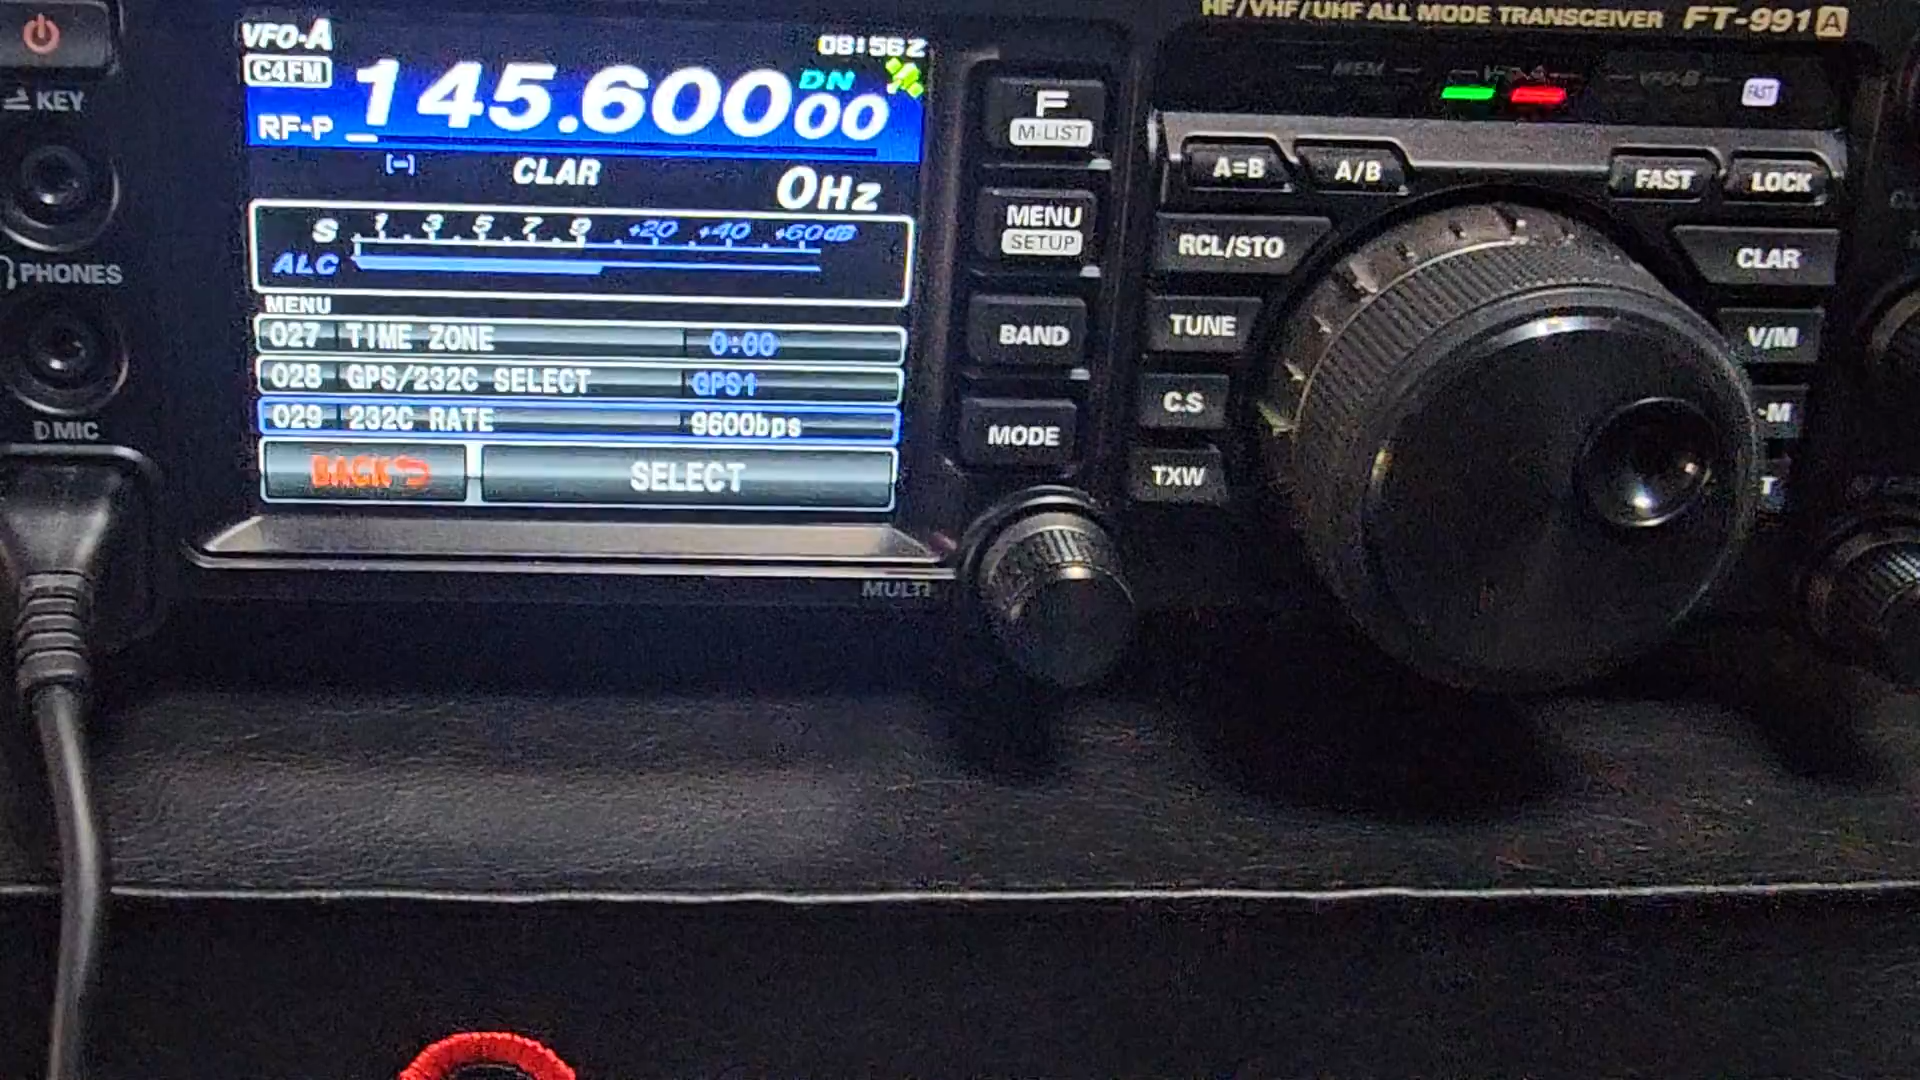 HF/VHF/UHF ALL MODE TRANSCEIVER FT-991A
VFO-A
08:56Z
C4FM
145.60000
DN
RF-P
[-]
CLAR
0Hz
S 1 3 5 7 9 +20 +40 +60dB
ALC
MENU
027 TIME ZONE 0:00
028 GPS/232C SELECT GPS1
029 232C RATE 9600bps
BACK
SELECT
MULTI
KEY
PHONES
MIC
F
M-LIST
MENU
SETUP
BAND
MODE
MEM
VFO-A
VFO-B
FAST
A=B
A/B
FAST
LOCK
RCL/STO
CLAR
TUNE
V/M
C.S
TXW